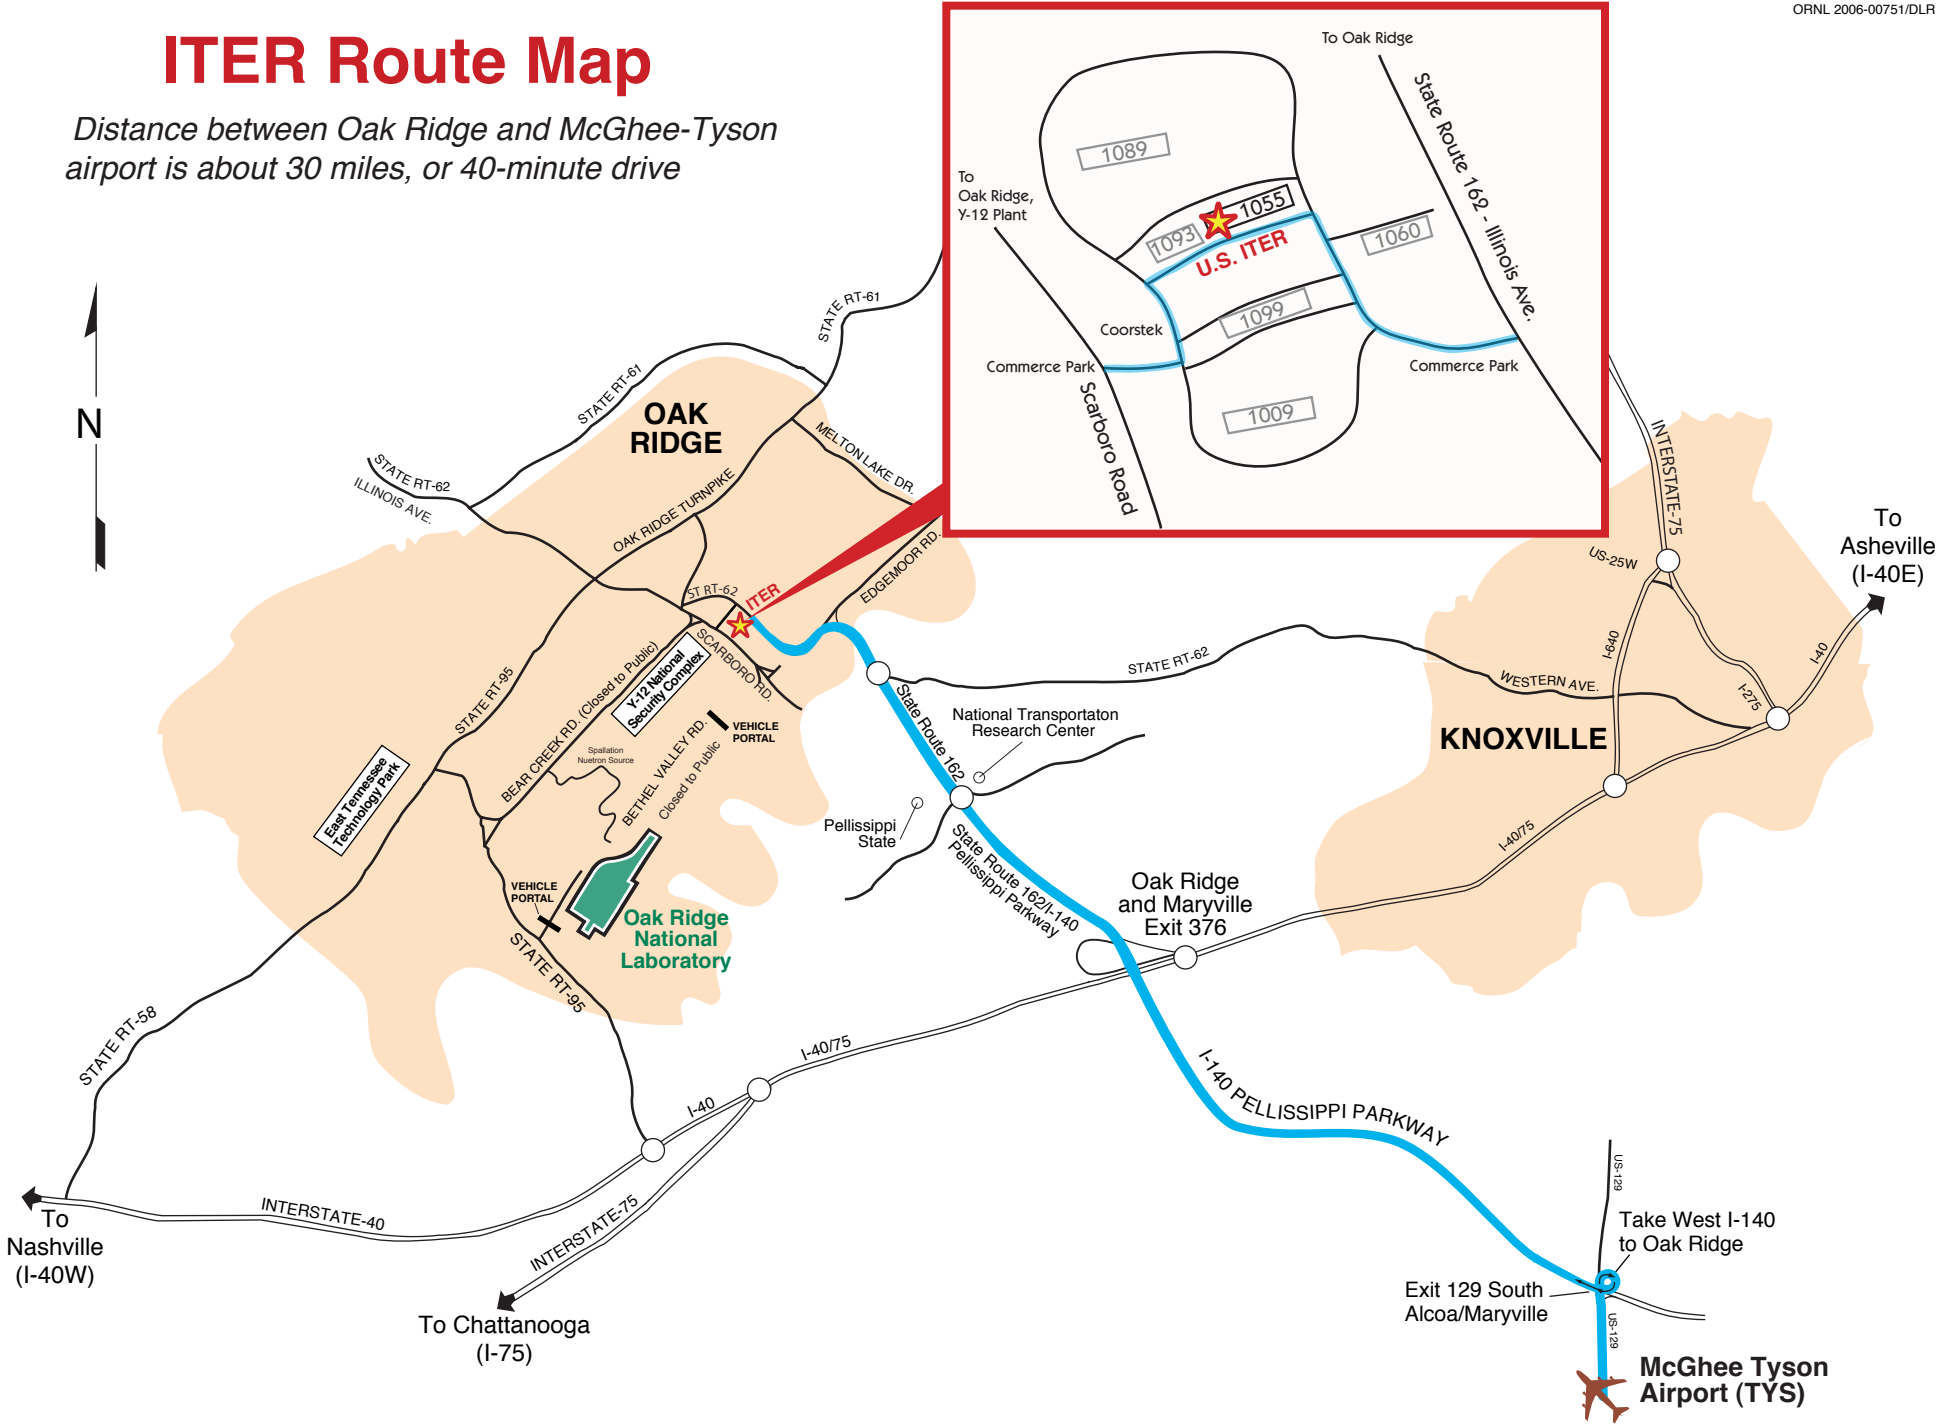 ORNL 2006-00751/DLR
ITER Route Map
Distance between Oak Ridge and McGhee-Tyson
airport is about 30 miles, or 40-minute drive
To Oak Ridge
State Route 162 - Illinois Ave.
1089
To
Oak Ridge,
Y-12 Plant
1055
1093
1060
U.S. ITER
1099
Coorstek
Commerce Park
Commerce Park
1009
Scarboro Road
N
STATE RT-61
STATE RT-61
OAK
RIDGE
MELTON LAKE DR.
STATE RT-62
ILLINOIS AVE.
OAK RIDGE TURNPIKE
INTERSTATE-75
US-25W
To
Asheville
(I-40E)
EDGEMOOR RD.
ST RT-62
ITER
SCARBORO RD.
Y-12 National
Security Complex
BEAR CREEK RD. (Closed to Public)
STATE RT-95
I-640
I-40
STATE RT-62
WESTERN AVE.
I-275
KNOXVILLE
State Route 162
National Transportaton
Research Center
VEHICLE
PORTAL
BETHEL VALLEY RD.
Closed to Public
Spallation
Nuetron Source
East Tennessee
Technology Park
Pellissippi
State
State Route 162/I-140
Pellissippi Parkway
I-40/75
Oak Ridge
and Maryville
Exit 376
VEHICLE
PORTAL
Oak Ridge
National
Laboratory
STATE RT-95
STATE RT-58
I-40/75
I-40
I-140 PELLISSIPPI PARKWAY
US-129
INTERSTATE-40
INTERSTATE-75
To
Nashville
(I-40W)
Take West I-140
to Oak Ridge
Exit 129 South
Alcoa/Maryville
US-129
To Chattanooga
(I-75)
McGhee Tyson
Airport (TYS)